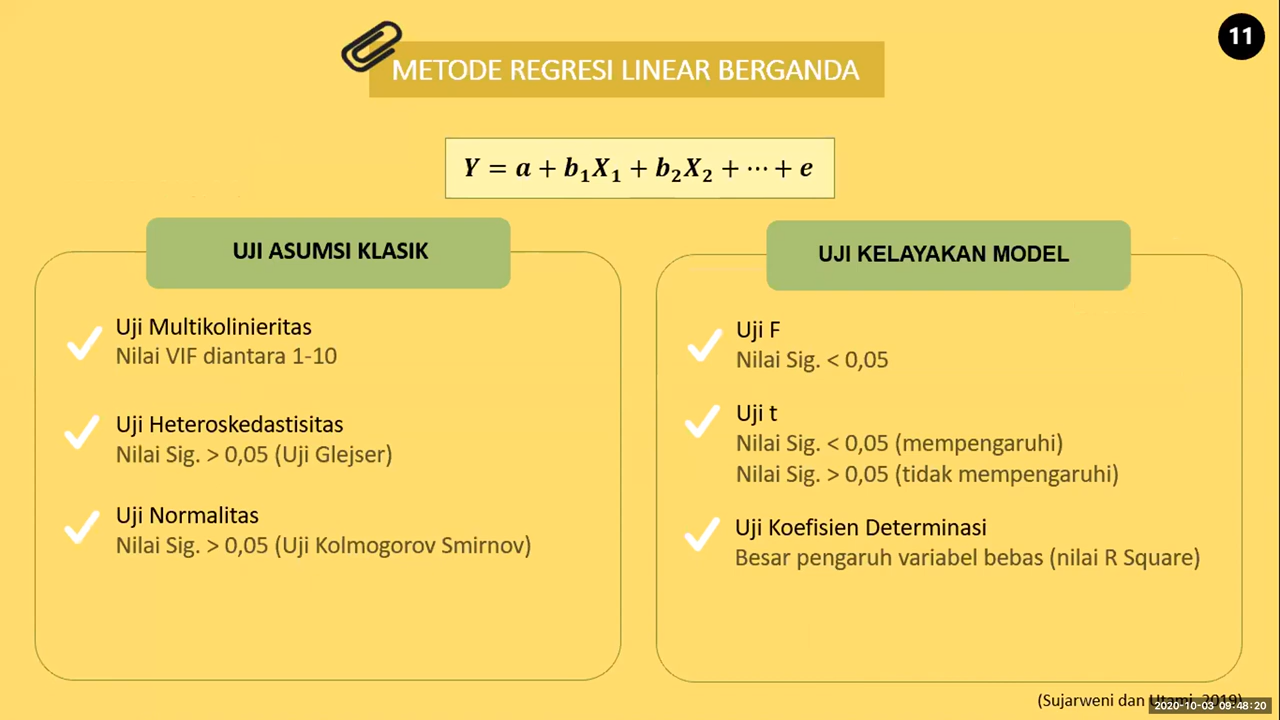 11
METODE REGRESI LINEAR BERGANDA
Y = a + b₁X₁ + b₂X₂ + ⋯ + e
UJI ASUMSI KLASIK
Uji Multikolinieritas
Nilai VIF diantara 1-10
Uji Heteroskedastisitas
Nilai Sig. > 0,05 (Uji Glejser)
Uji Normalitas
Nilai Sig. > 0,05 (Uji Kolmogorov Smirnov)
UJI KELAYAKAN MODEL
Uji F
Nilai Sig. < 0,05
Uji t
Nilai Sig. < 0,05 (mempengaruhi)
Nilai Sig. > 0,05 (tidak mempengaruhi)
Uji Koefisien Determinasi
Besar pengaruh variabel bebas (nilai R Square)
(Sujarweni dan Utami, 2019)
2020-10-03 09:48:20